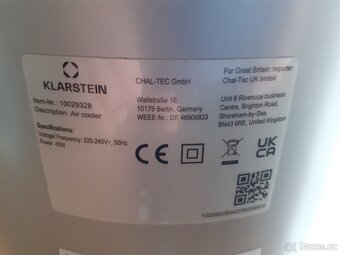 KLARSTEIN
Item-Nr.: 10029328
Description: Air cooler
Specifications:
Voltage/ Frequency: 220-240V~, 50Hz
Power: 45W
CHAL-TEC GmbH
Wallstraße 16,
10179 Berlin, Germany
WEEE-Nr.: DE 46906833
CE
For Great Britain: Importer:
Chal-Tec UK limited
Unit 6 Riverside business
Centre, Brighton Road,
Shoreham-by-Sea,
BN43 6RE, United Kingdom
UK
CA